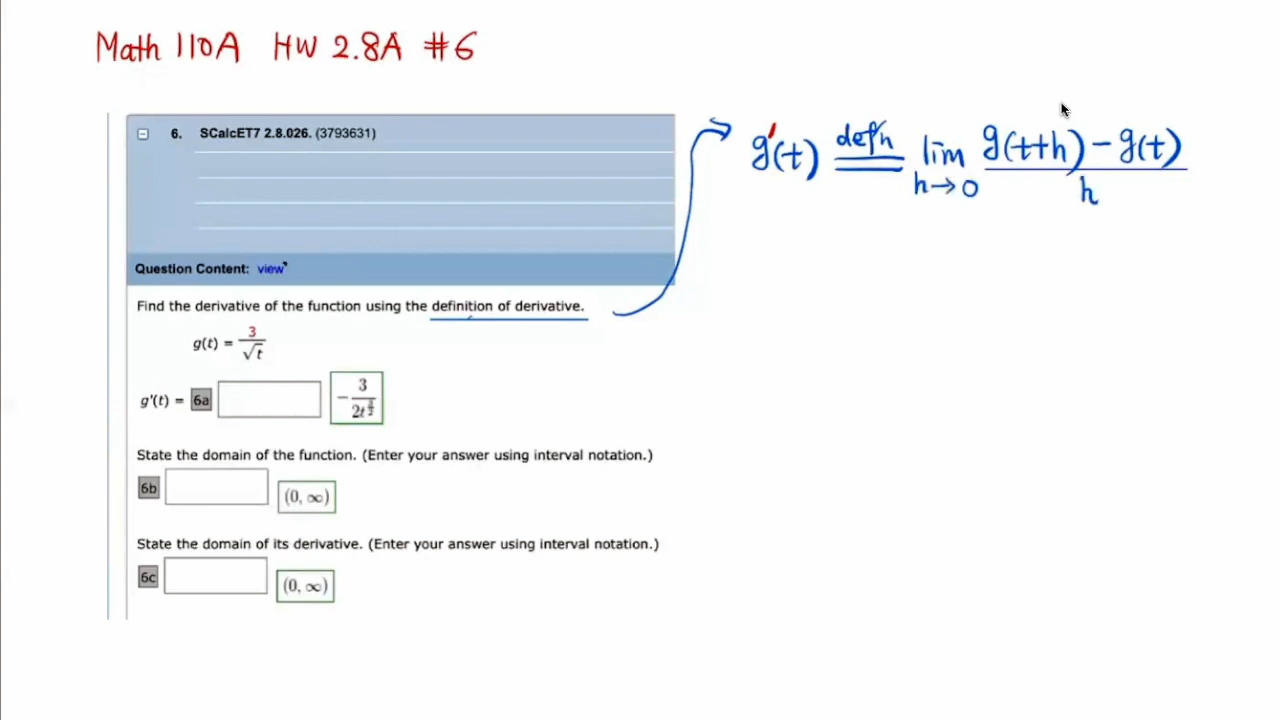 Math 110A HW 2.8A #6
6. SCalcET7 2.8.026. (3793631)
g'(t) defn = lim h→0 g(t+h) − g(t) / h
Question Content: view
Find the derivative of the function using the definition of derivative.
g(t) = 3 / √t
g'(t) = 6a − 3 / 2t^(3/2)
State the domain of the function. (Enter your answer using interval notation.)
6b (0, ∞)
State the domain of its derivative. (Enter your answer using interval notation.)
6c (0, ∞)